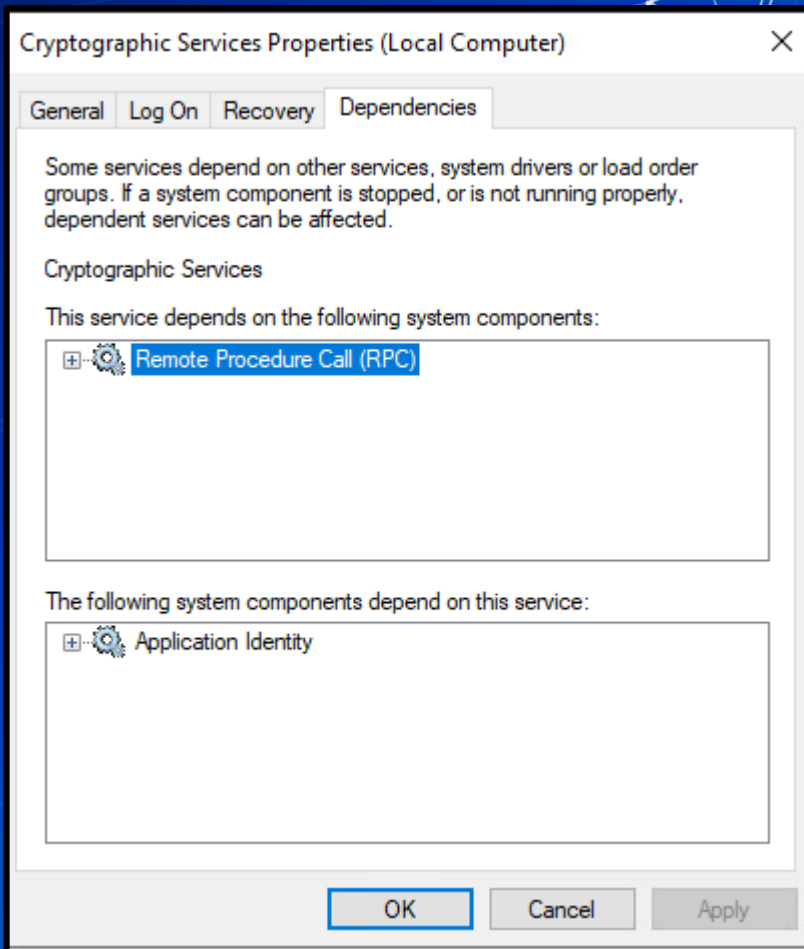 Cryptographic Services Properties (Local Computer)
General Log On Recovery Dependencies
Some services depend on other services, system drivers or load order
groups. If a system component is stopped, or is not running properly,
dependent services can be affected.
Cryptographic Services
This service depends on the following system components:
Remote Procedure Call (RPC)
The following system components depend on this service:
Application Identity
OK Cancel Apply